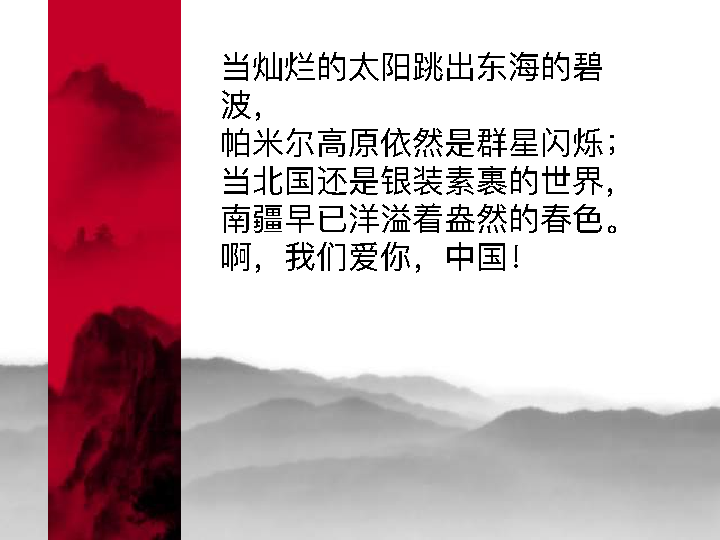 当灿烂的太阳跳出东海的碧
波，
帕米尔高原依然是群星闪烁；
当北国还是银装素裹的世界，
南疆早已洋溢着盎然的春色。
啊，我们爱你，中国！